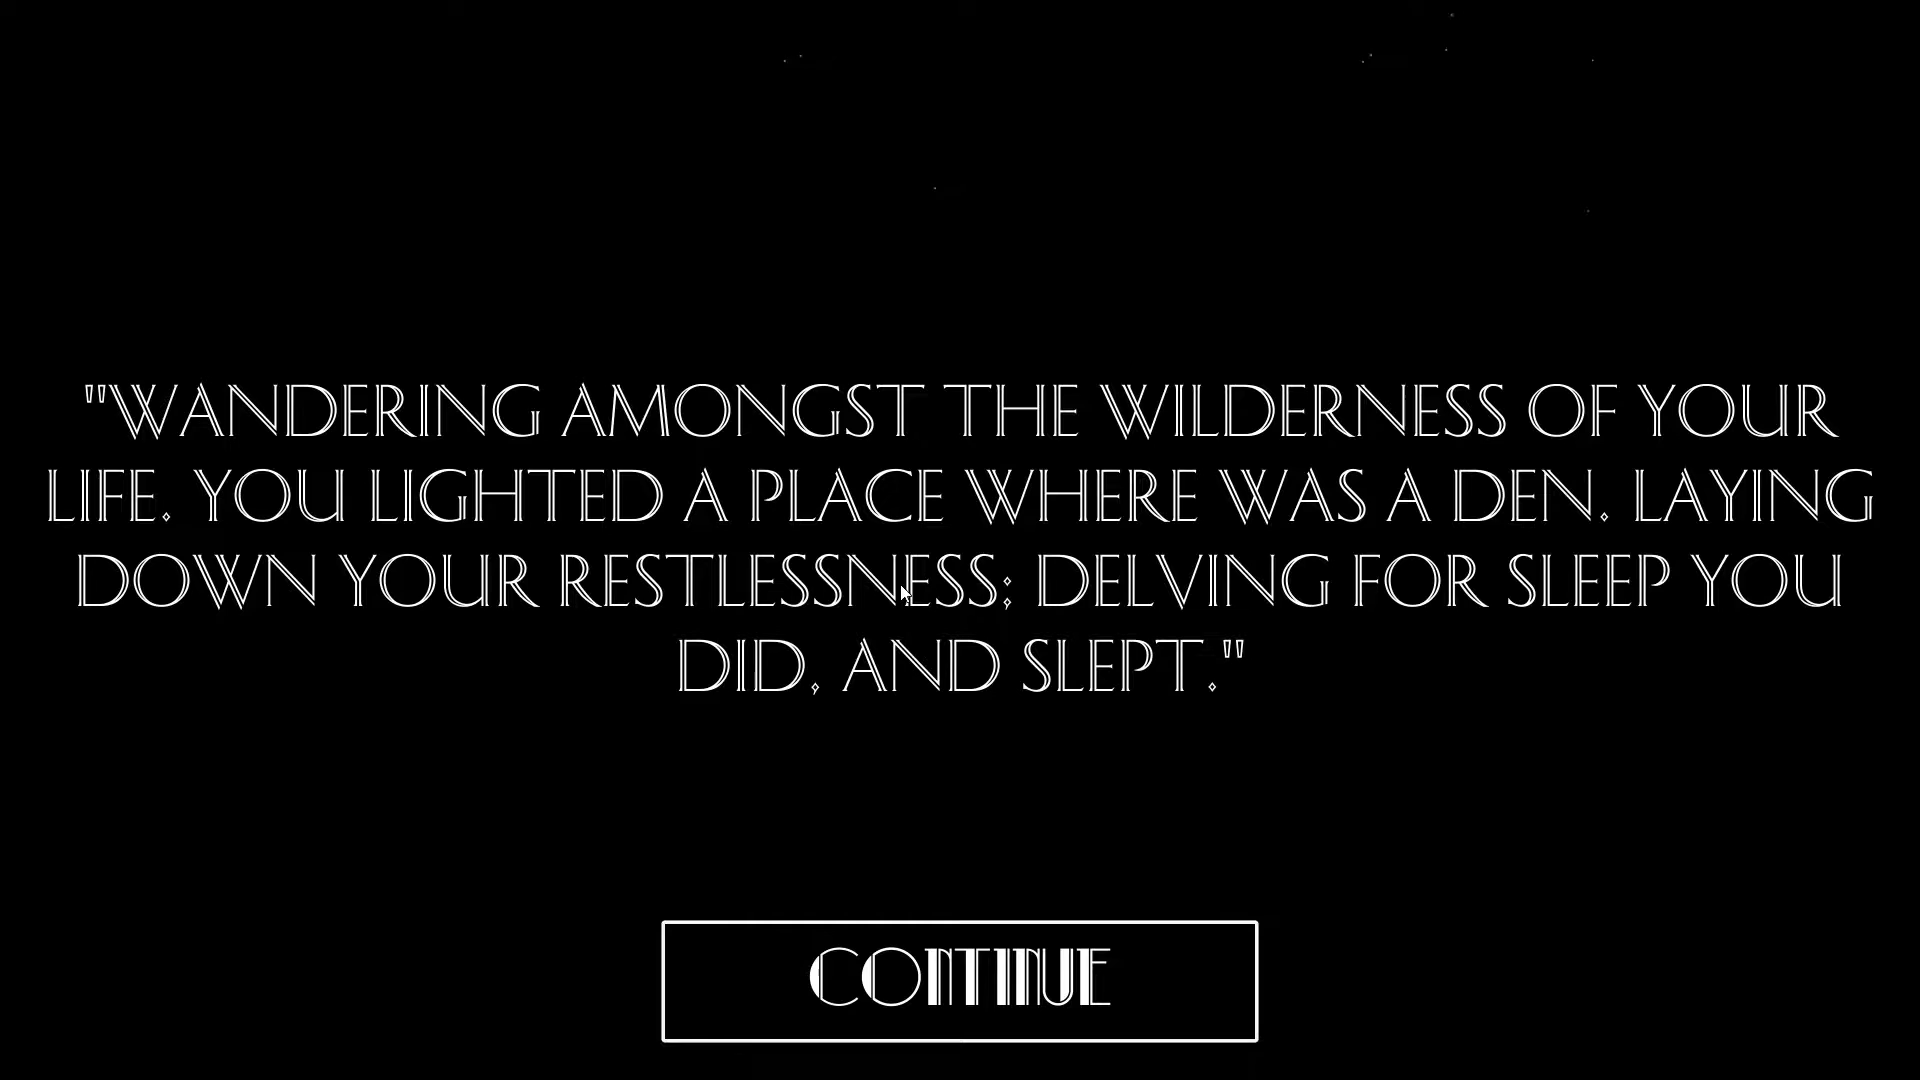 "WANDERING AMONGST THE WILDERNESS OF YOUR
LIFE. YOU LIGHTED A PLACE WHERE WAS A DEN. LAYING
DOWN YOUR RESTLESSNESS; DELVING FOR SLEEP YOU
DID, AND SLEPT."
CONTINUE